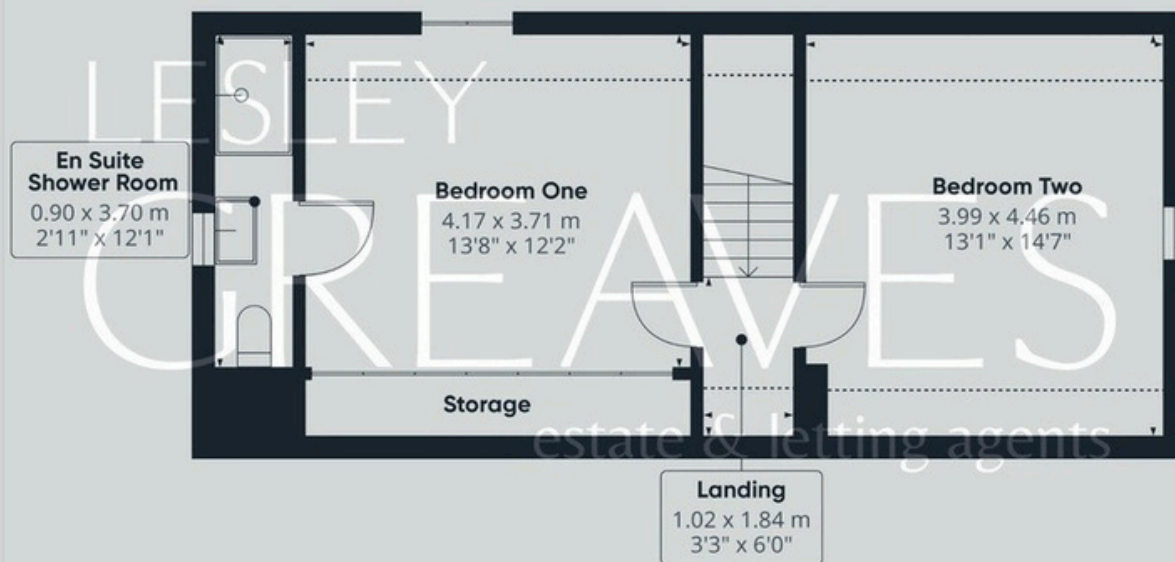 LESLEY
GREAVES
estate & letting agents
En Suite
Shower Room
0.90 x 3.70 m
2'11" x 12'1"
Bedroom One
4.17 x 3.71 m
13'8" x 12'2"
Bedroom Two
3.99 x 4.46 m
13'1" x 14'7"
Storage
Landing
1.02 x 1.84 m
3'3" x 6'0"